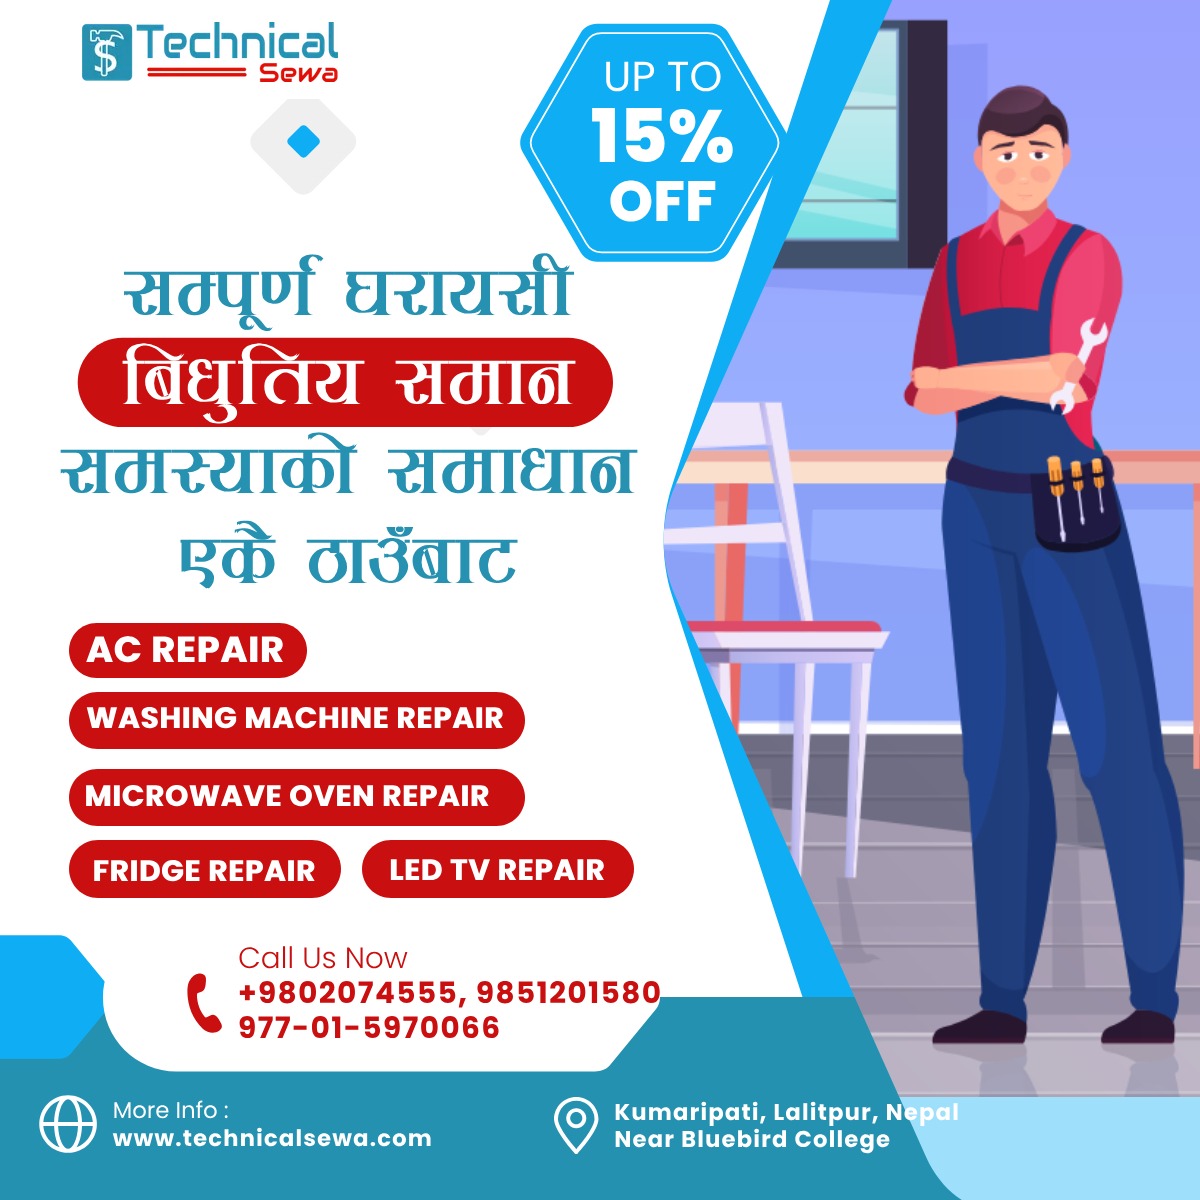 Technical
Sewa
UP TO
15%
OFF
सम्पूर्ण घरायसी
बिधुतिय समान
समस्याको समाधान
एकै ठाउँबाट
AC REPAIR
WASHING MACHINE REPAIR
MICROWAVE OVEN REPAIR
FRIDGE REPAIR
LED TV REPAIR
Call Us Now
+9802074555, 9851201580
977-01-5970066
More Info :
www.technicalsewa.com
Kumaripati, Lalitpur, Nepal
Near Bluebird College